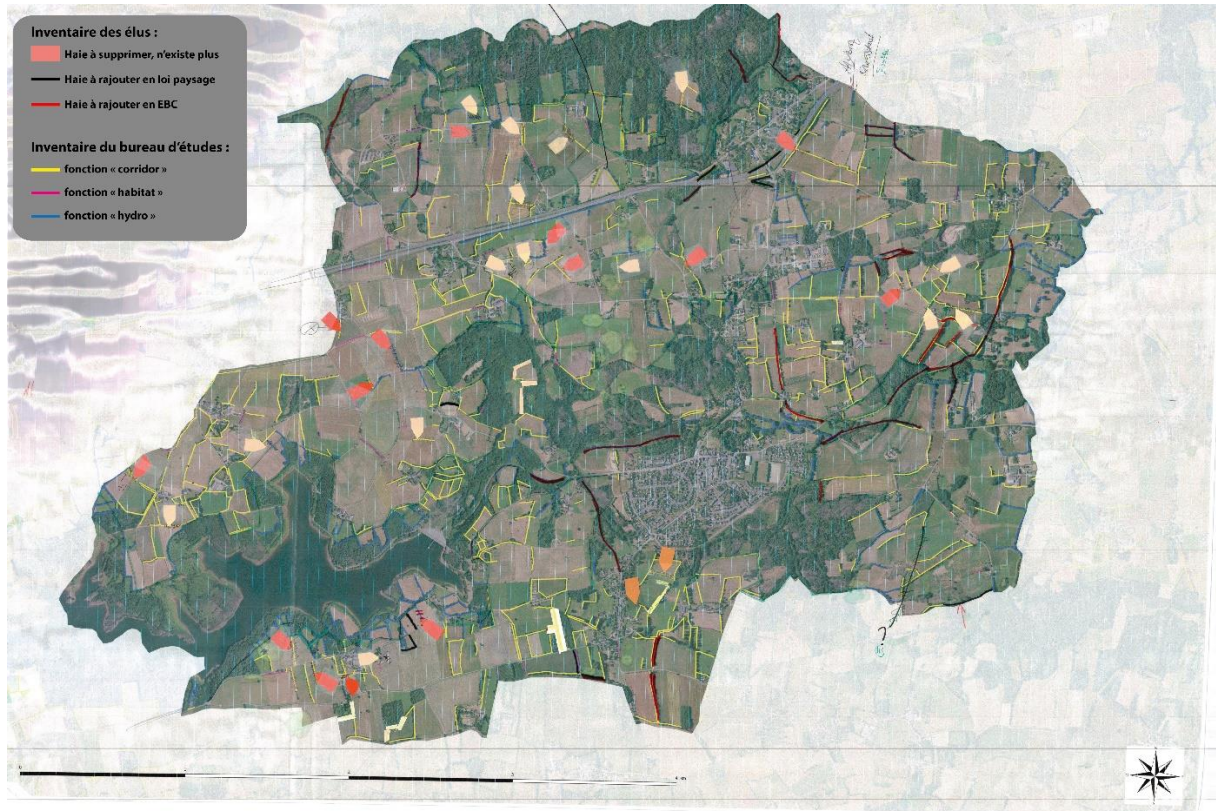 Inventaire des élus :
Haie à supprimer, n'existe plus
Haie à rajouter en loi paysage
Haie à rajouter en EBC
Inventaire du bureau d'études :
fonction « corridor »
fonction « habitat »
fonction « hydro »